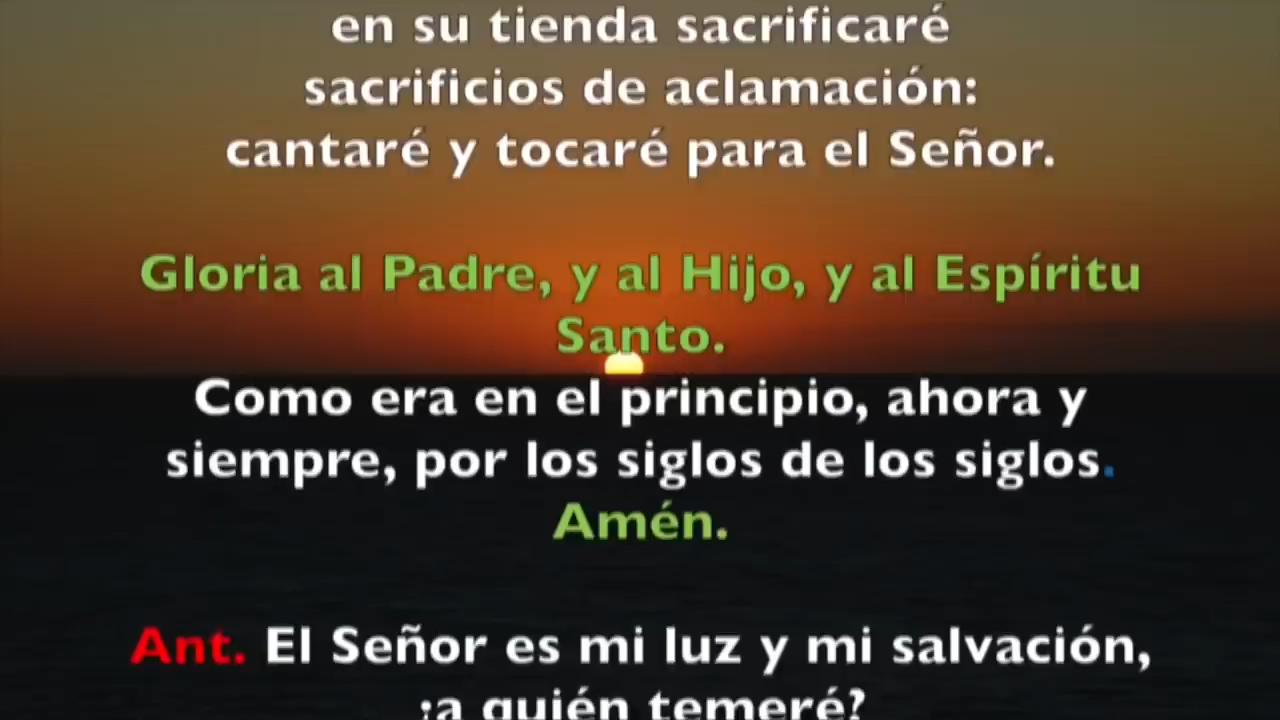 en su tienda sacrificaré
sacrificios de aclamación:
cantaré y tocaré para el Señor.
Gloria al Padre, y al Hijo, y al Espíritu
Santo.
Como era en el principio, ahora y
siempre, por los siglos de los siglos.
Amén.
Ant. El Señor es mi luz y mi salvación,
¿a quién temeré?